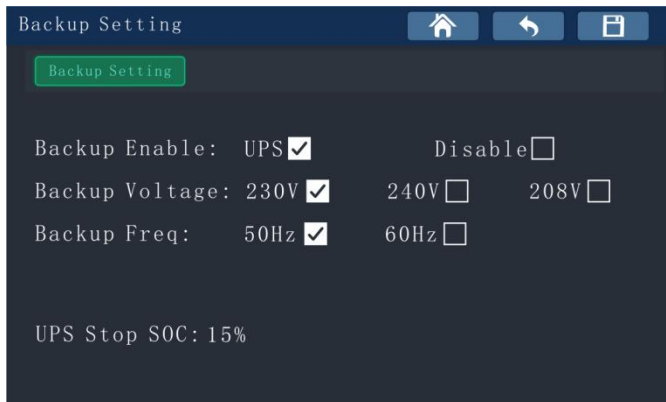 Backup Setting
Backup Setting
Backup Enable: UPS Disable
Backup Voltage: 230V 240V 208V
Backup Freq: 50Hz 60Hz
UPS Stop SOC: 15%